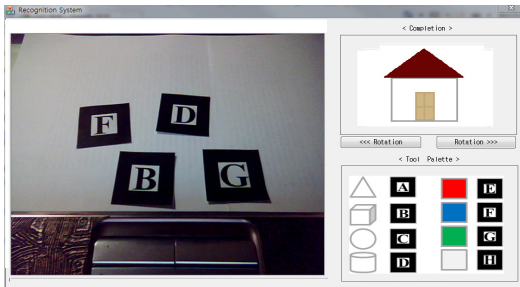 Recognition System
< Completion >
F
D
B
G
<<< Rotation
Rotation >>>
< Tool Palette >
A
E
B
F
C
G
D
H